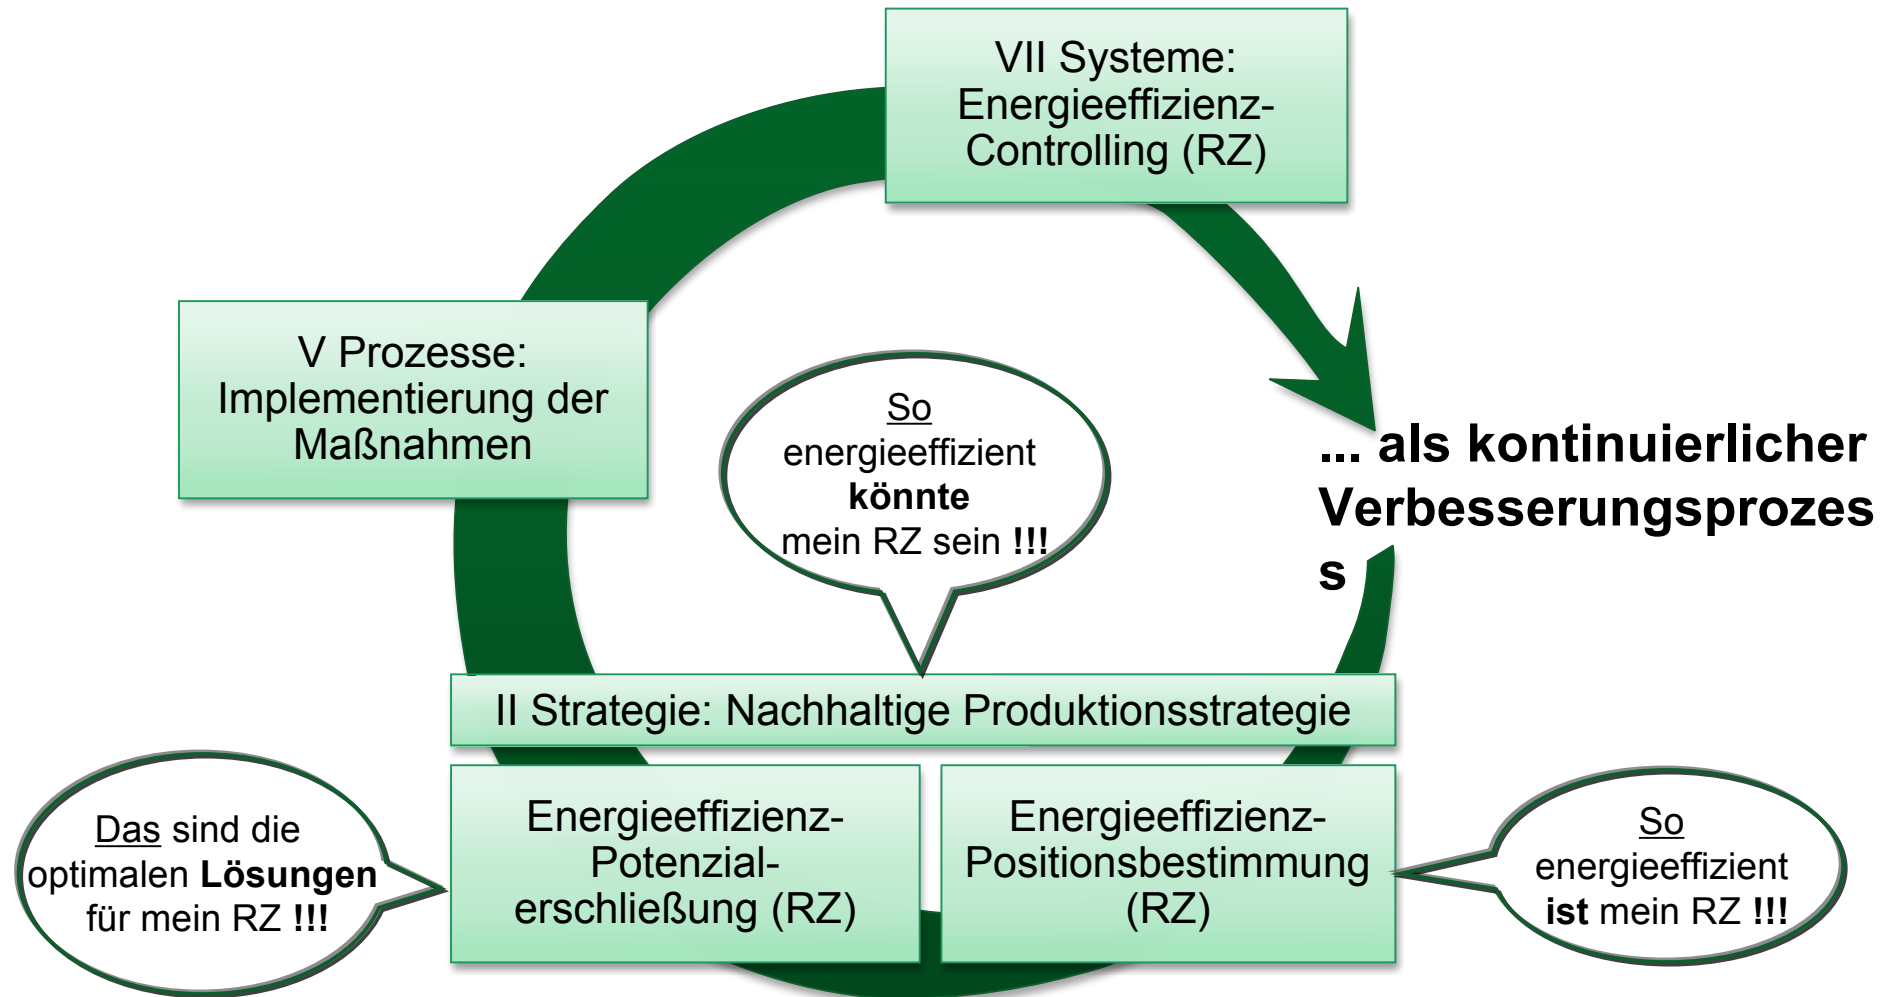 VII Systeme:
Energieeffizienz-
Controlling (RZ)
V Prozesse:
Implementierung der
Maßnahmen
So
energieeffizient
könnte
mein RZ sein !!!
... als kontinuierlicher
Verbesserungsprozes
s
II Strategie: Nachhaltige Produktionsstrategie
Das sind die
optimalen Lösungen
für mein RZ !!!
Energieeffizienz-
Potenzial-
erschließung (RZ)
Energieeffizienz-
Positionsbestimmung
(RZ)
So
energieeffizient
ist mein RZ !!!